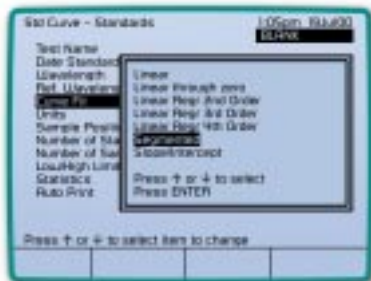 Std Curve - Standards
1:05pm 19Jul00
BLANK
Test Name
Date Standard
Wavelength
Ref. Wavelen
Curve Fit
Units
Sample Positi
Number of Sta
Number of Sam
Low/High Limit
Statistics
Auto Print
Linear
Linear through zero
Linear Regr 2nd Order
Linear Regr 3rd Order
Linear Regr 4th Order
Segmented
Slope/Intercept
Press ↑ or ↓ to select
Press ENTER
Press ↑ or ↓ to select item to change